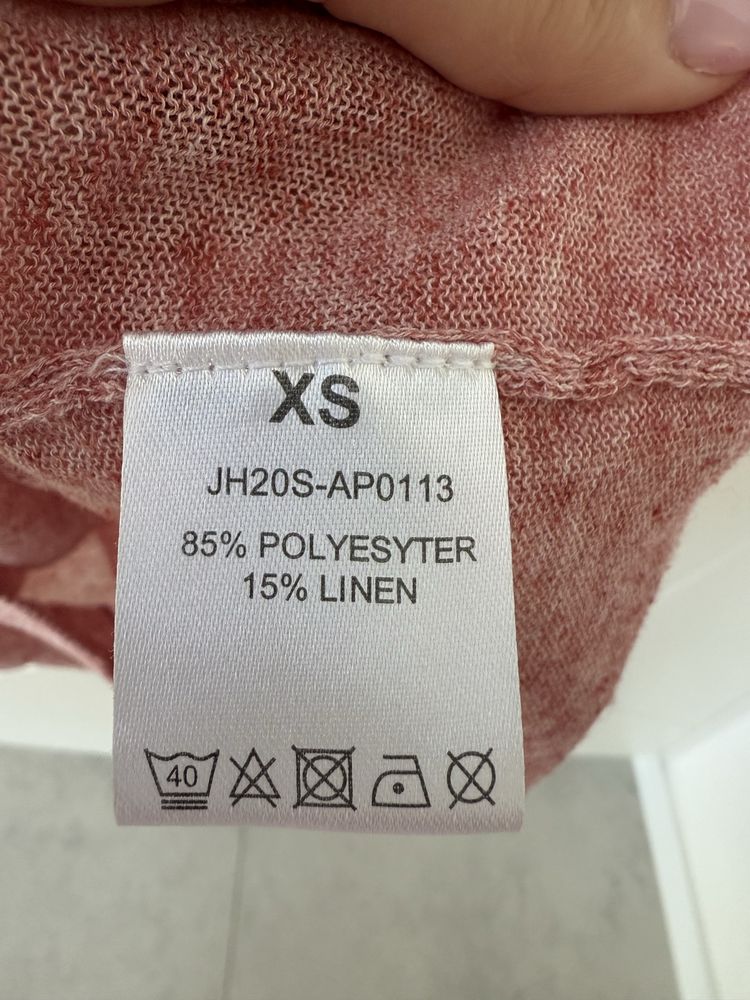 XS
JH20S-AP0113
85% POLYESYTER
15% LINEN
40